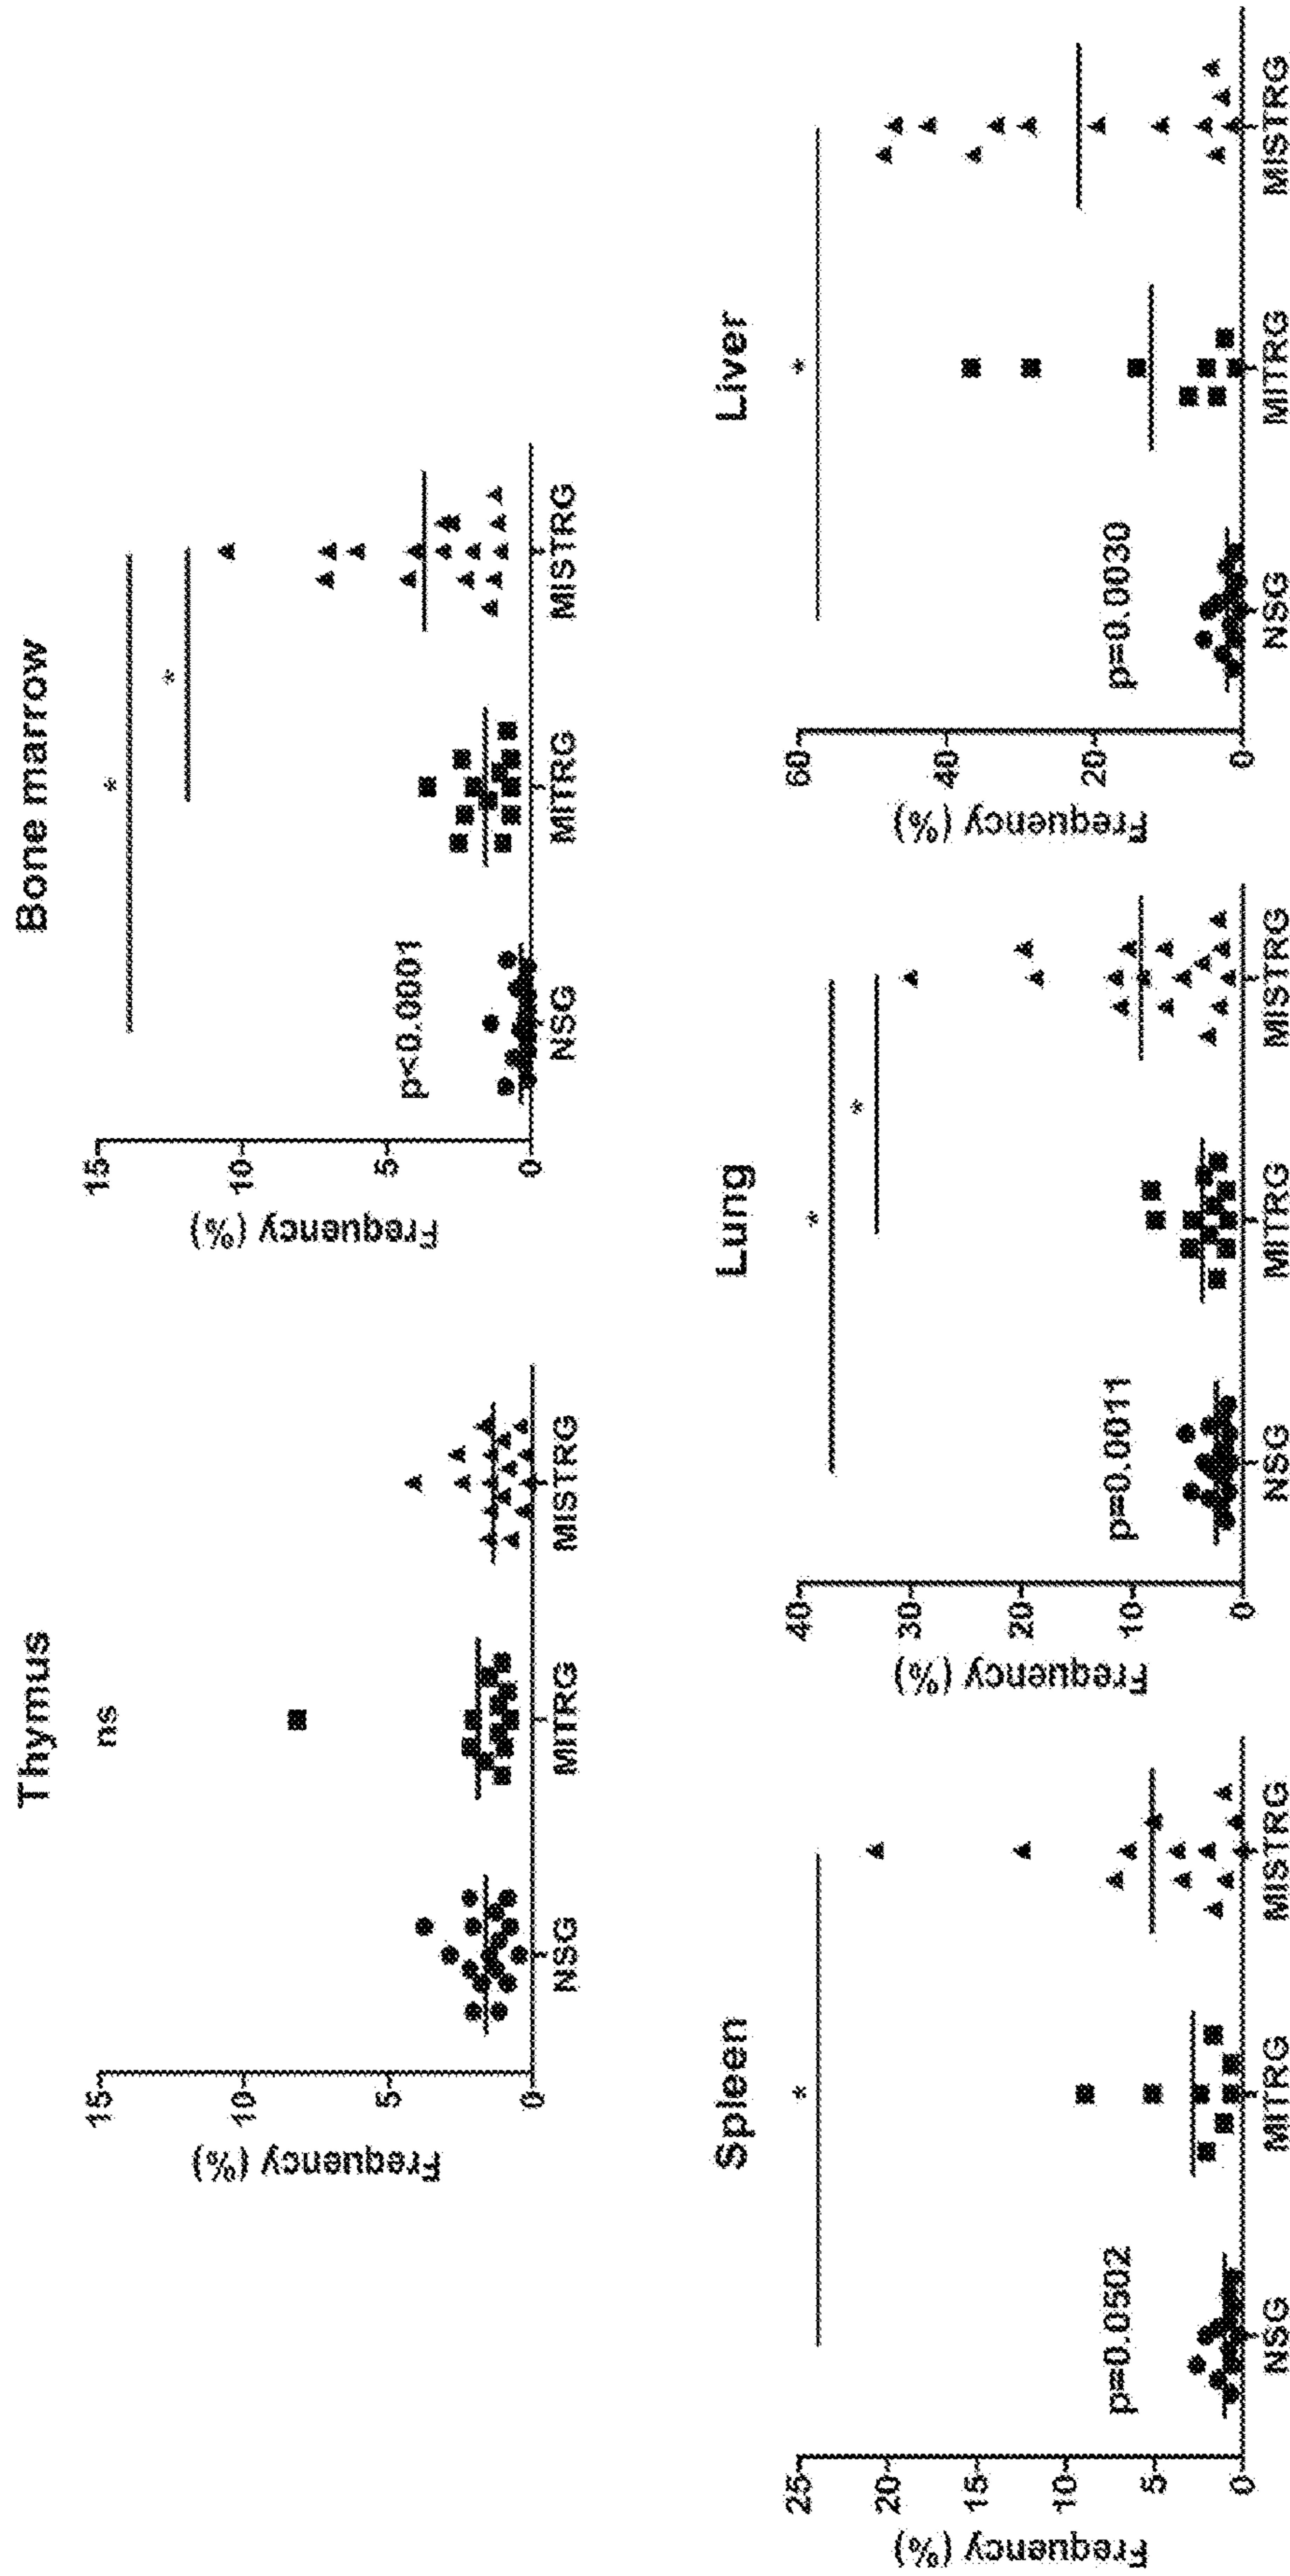 Thymus
ns
Frequency (%)
15
10
5
0
NSG
MITRG
MISTRG
Bone marrow
*
*
p<0.0001
Frequency (%)
15
10
5
0
NSG
MITRG
MISTRG
Spleen
*
p=0.0502
Frequency (%)
25
20
15
10
5
0
NSG
MITRG
MISTRG
Lung
*
*
p=0.0011
Frequency (%)
40
30
20
10
0
NSG
MITRG
MISTRG
Liver
*
p=0.0030
Frequency (%)
60
40
20
0
NSG
MITRG
MISTRG